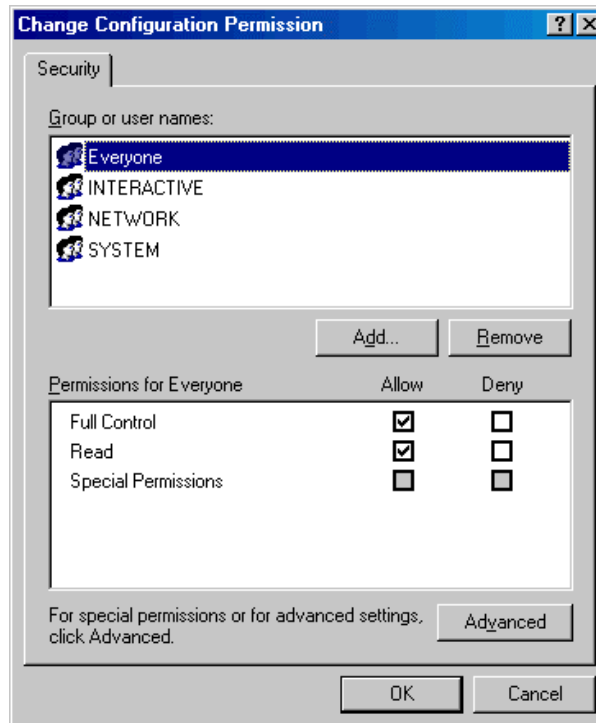 Change Configuration Permission
Security
Group or user names:
Everyone
INTERACTIVE
NETWORK
SYSTEM
Add... Remove
Permissions for Everyone Allow Deny
Full Control
Read
Special Permissions
For special permissions or for advanced settings,
click Advanced.
Advanced
OK Cancel